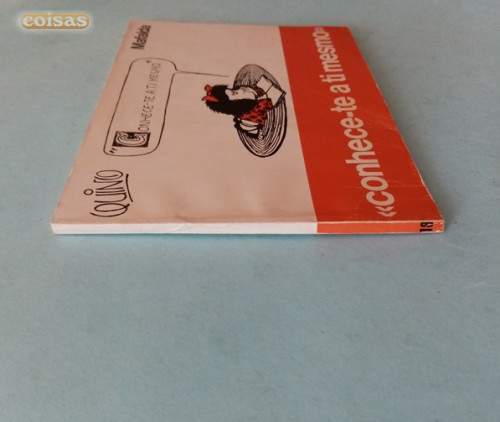 coisas
Mafalda
"CONHECE-TE A TI MESMO"
QUINO
«conhece-te a ti mesmo»
18